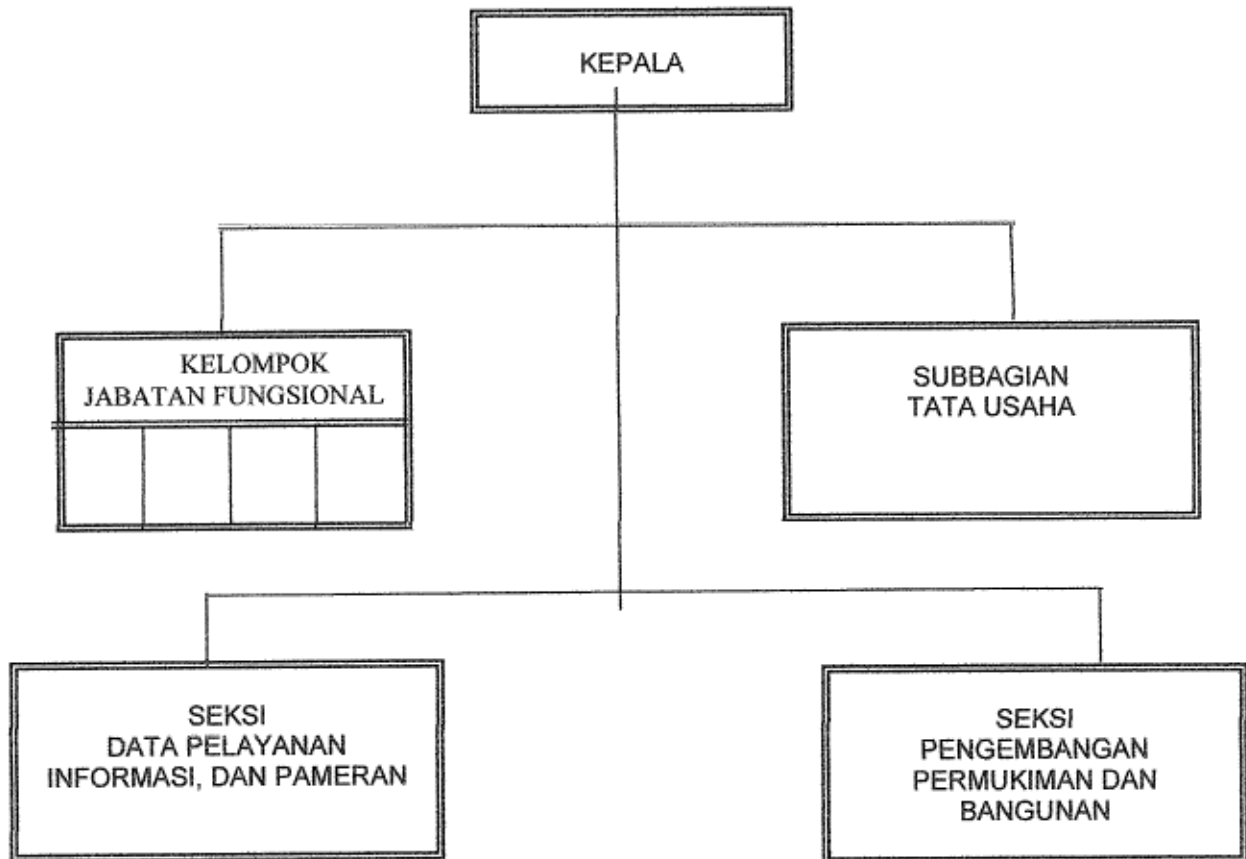 KEPALA
KELOMPOK
JABATAN FUNGSIONAL
SUBBAGIAN
TATA USAHA
SEKSI
DATA PELAYANAN
INFORMASI, DAN PAMERAN
SEKSI
PENGEMBANGAN
PERMUKIMAN DAN
BANGUNAN